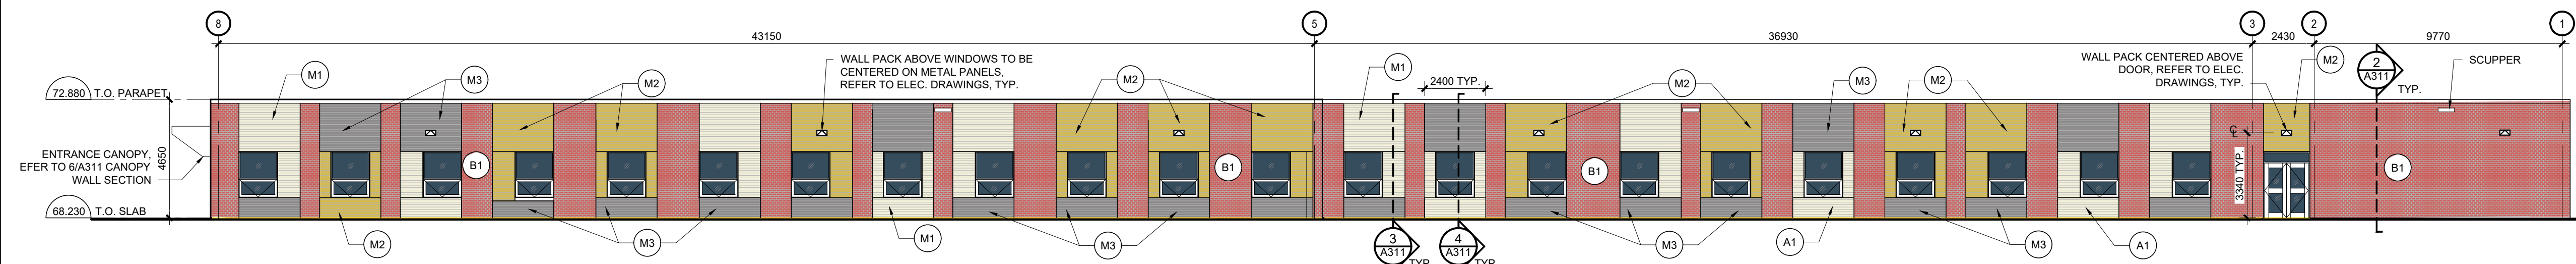 8
5
3
2
1
43150
36930
2430
9770
M1
M3
M2
WALL PACK ABOVE WINDOWS TO BE
CENTERED ON METAL PANELS,
REFER TO ELEC. DRAWINGS, TYP.
M2
M1
2400 TYP.
M2
M3
M2
WALL PACK CENTERED ABOVE
DOOR, REFER TO ELEC.
DRAWINGS, TYP.
M2
2
A311
TYP.
SCUPPER
72.880 T.O. PARAPET
ENTRANCE CANOPY,
EFER TO 6/A311 CANOPY
WALL SECTION
4650
68.230 T.O. SLAB
B1
B1
B1
B1
℄
3340 TYP.
M2
M3
M1
M3
3
A311
TYP.
4
A311
TYP.
M3
A1
M3
A1